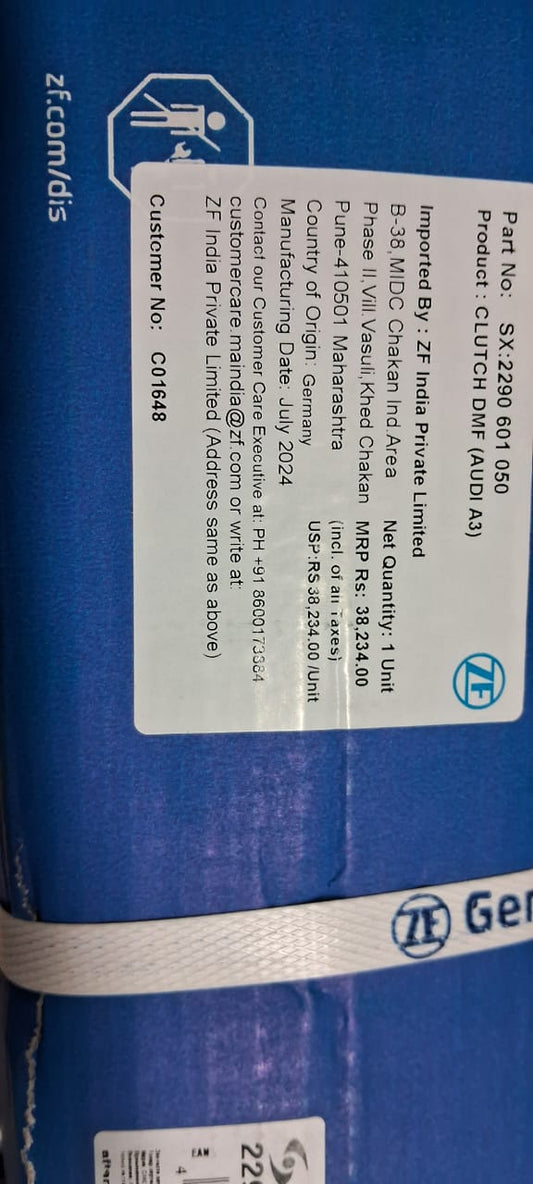 Part No: SX:2290 601 050
Product : CLUTCH DMF (AUDI A3)
ZF
Imported By : ZF India Private Limited
B-38,MIDC Chakan Ind.Area Net Quantity: 1 Unit
Phase II,Vill.Vasuli,Khed Chakan MRP Rs: 38,234.00
Pune-410501 Maharashtra (incl. of all Taxes)
Country of Origin: Germany USP:RS 38,234.00 /Unit
Manufacturing Date: July 2024
Contact our Customer Care Executive at: PH +91 8600173384
customercare.maindia@zf.com or write at:
ZF India Private Limited (Address same as above)
Customer No: C01648
zf.com/dis
ZF Ger
229
EAN
4